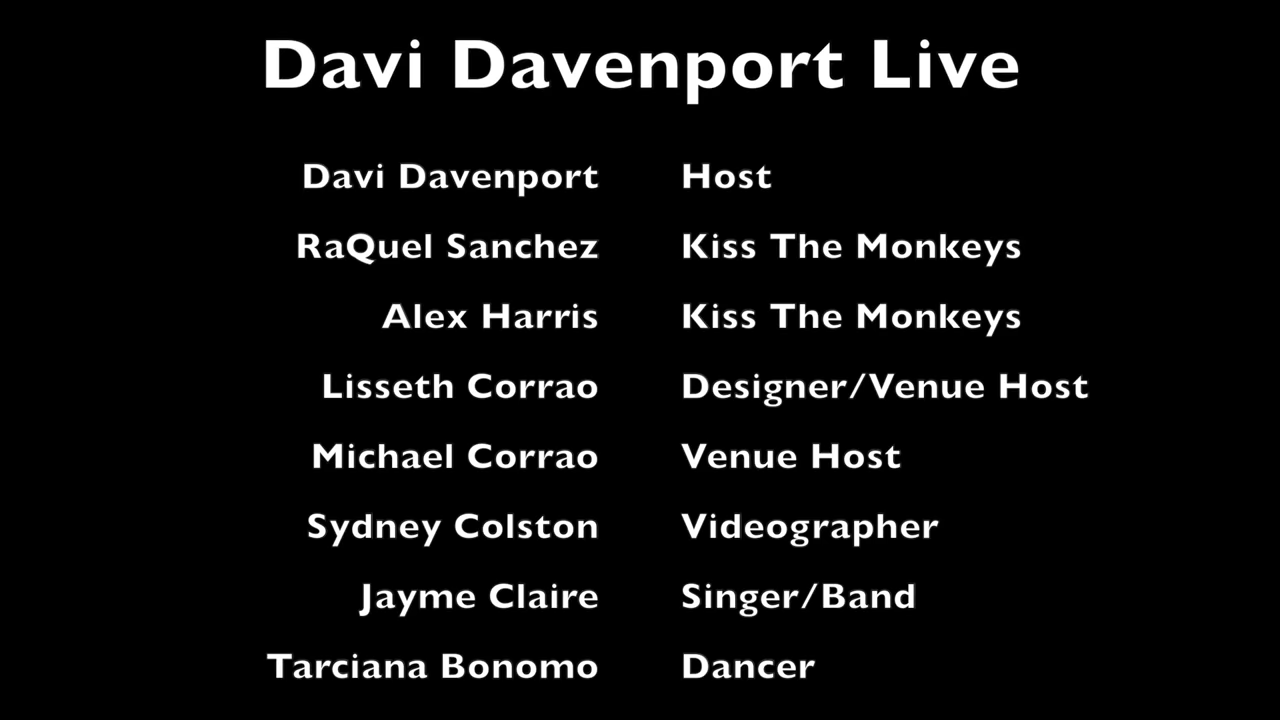 Davi Davenport Live
Davi Davenport Host
RaQuel Sanchez Kiss The Monkeys
Alex Harris Kiss The Monkeys
Lisseth Corrao Designer/Venue Host
Michael Corrao Venue Host
Sydney Colston Videographer
Jayme Claire Singer/Band
Tarciana Bonomo Dancer